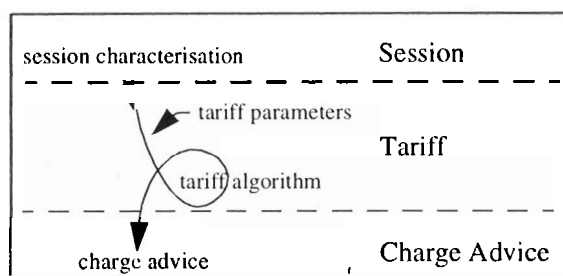 session characterisation Session
tariff parameters
Tariff
tariff algorithm
charge advice Charge Advice